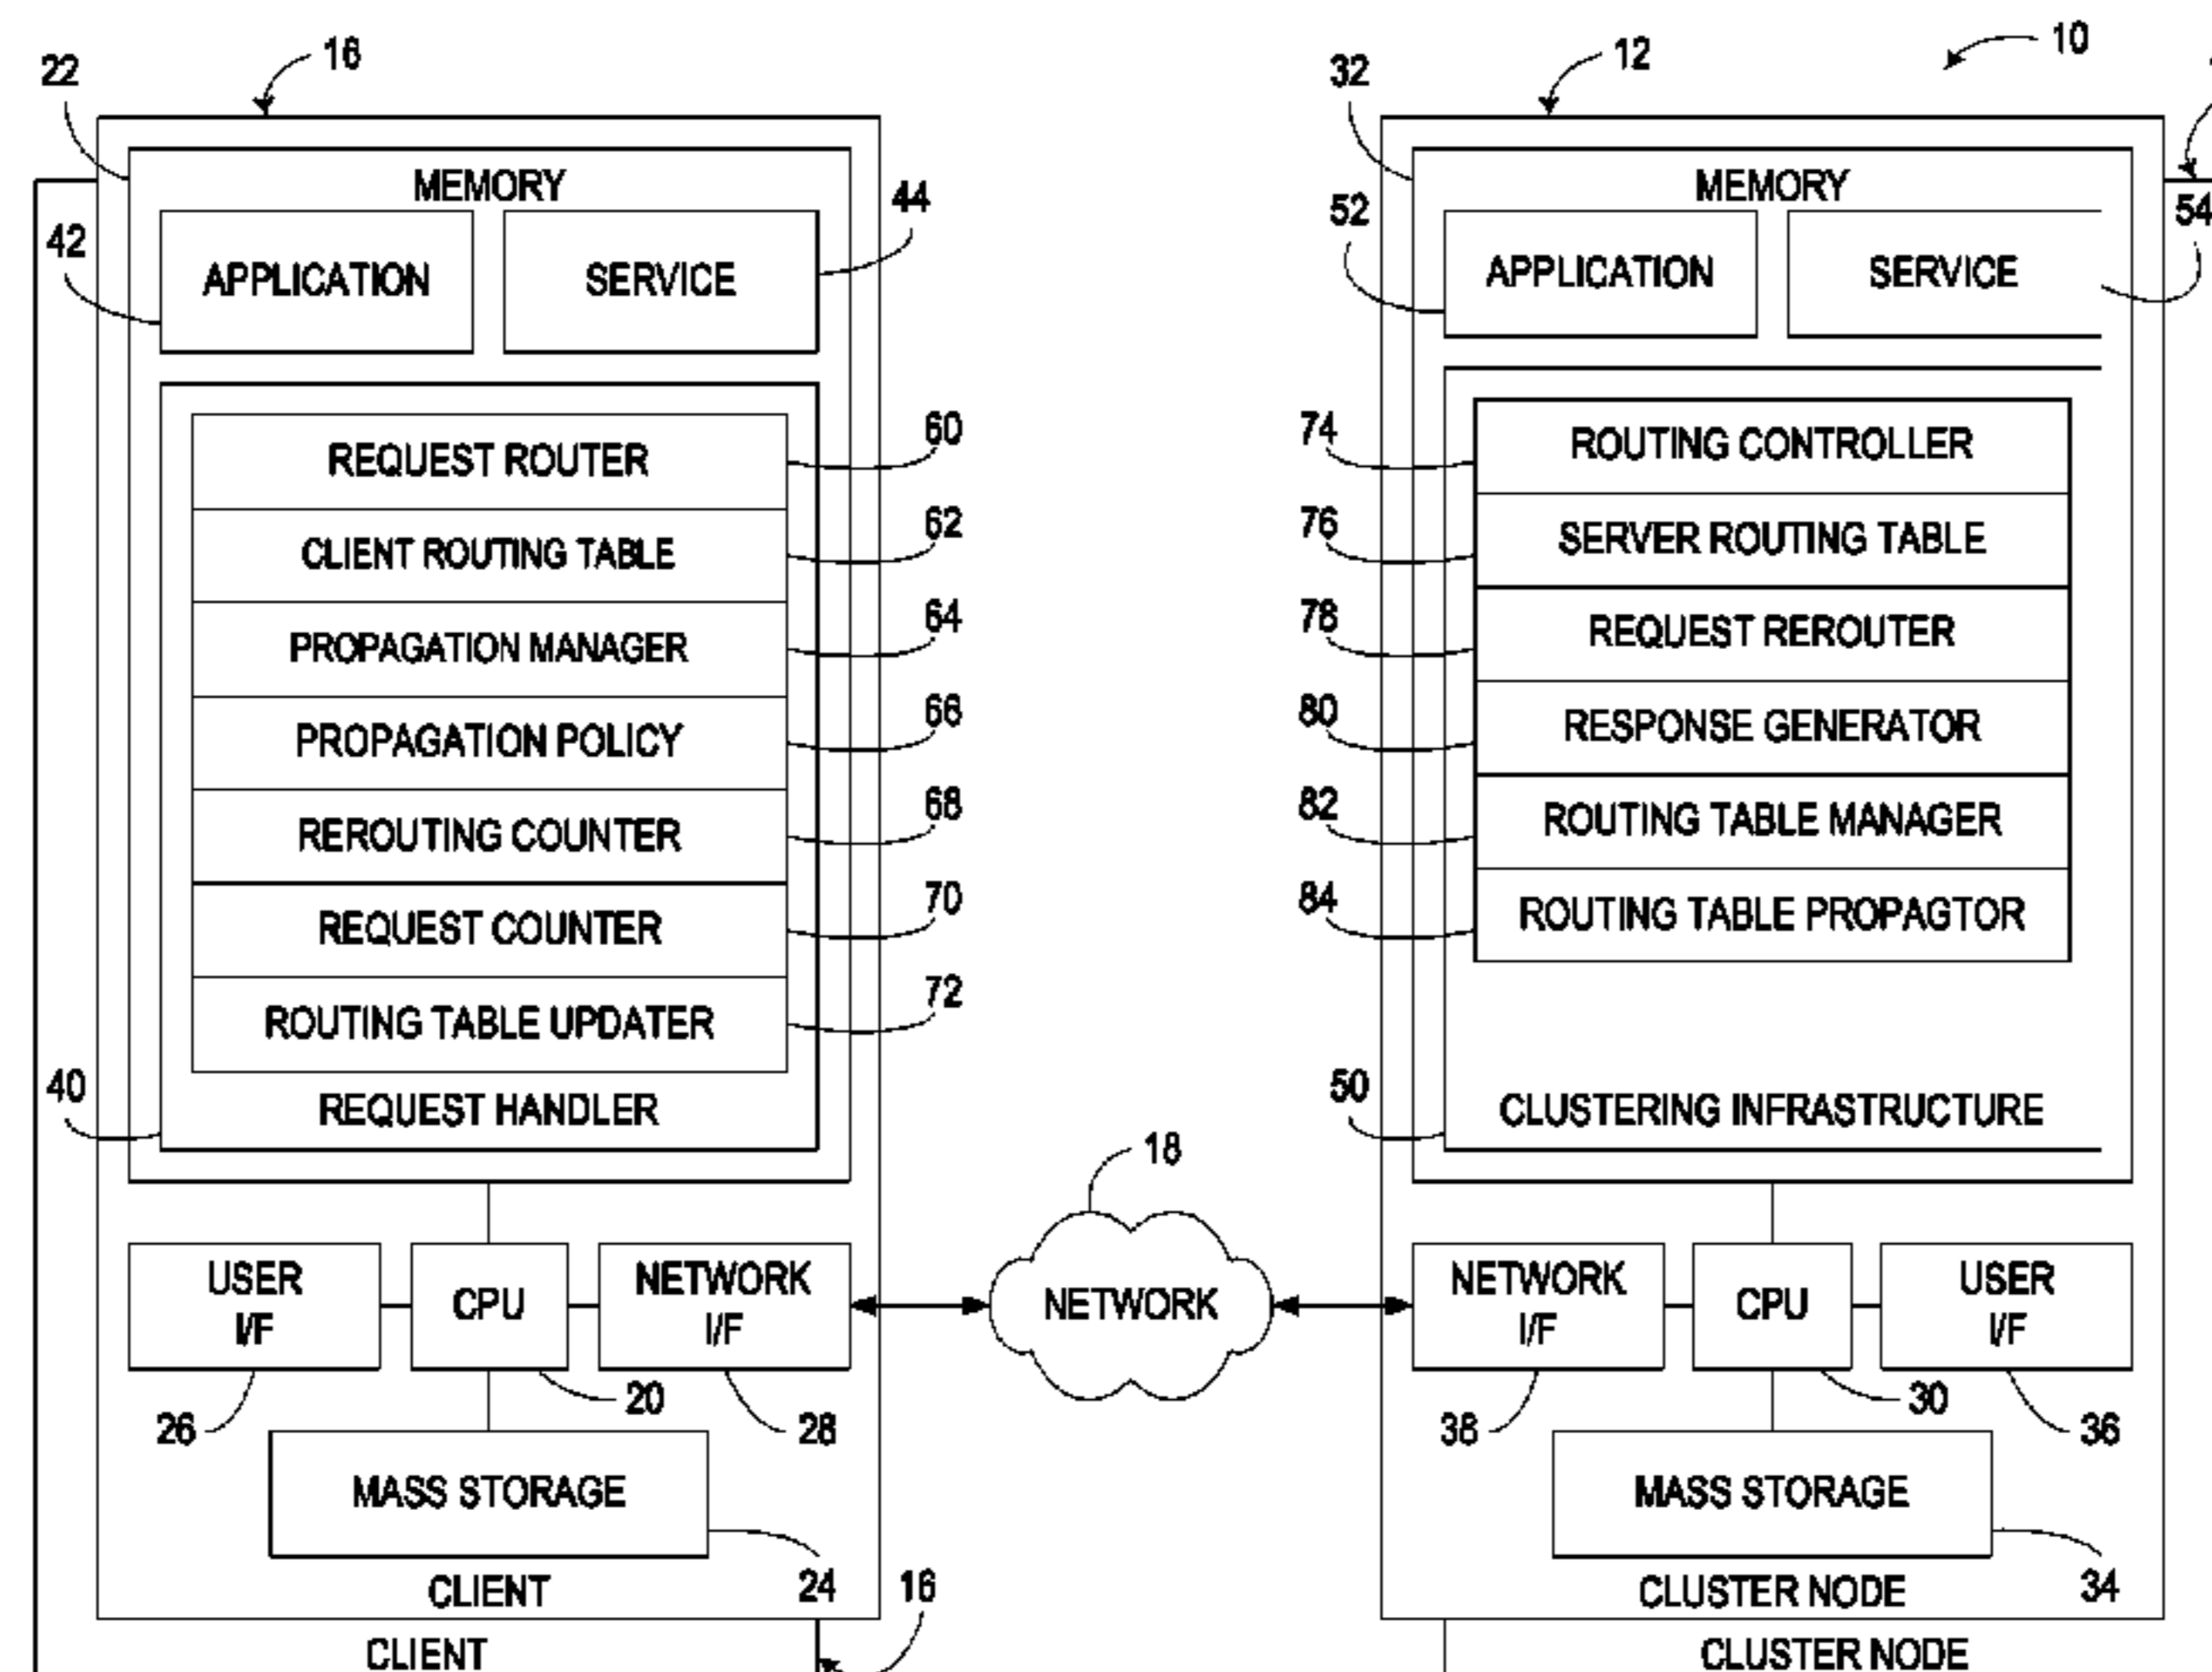 22
16
32
12
10
MEMORY
MEMORY
42
44
52
54
APPLICATION
SERVICE
APPLICATION
SERVICE
REQUEST ROUTER
60
74
ROUTING CONTROLLER
CLIENT ROUTING TABLE
62
76
SERVER ROUTING TABLE
PROPAGATION MANAGER
64
78
REQUEST REROUTER
PROPAGATION POLICY
66
80
RESPONSE GENERATOR
REROUTING COUNTER
68
82
ROUTING TABLE MANAGER
REQUEST COUNTER
70
84
ROUTING TABLE PROPAGTOR
ROUTING TABLE UPDATER
72
40
REQUEST HANDLER
50
CLUSTERING INFRASTRUCTURE
18
USER
I/F
CPU
NETWORK
I/F
NETWORK
NETWORK
I/F
CPU
USER
I/F
26
20
28
38
30
36
MASS STORAGE
MASS STORAGE
24
34
CLIENT
16
CLUSTER NODE
CLIENT
CLUSTER NODE